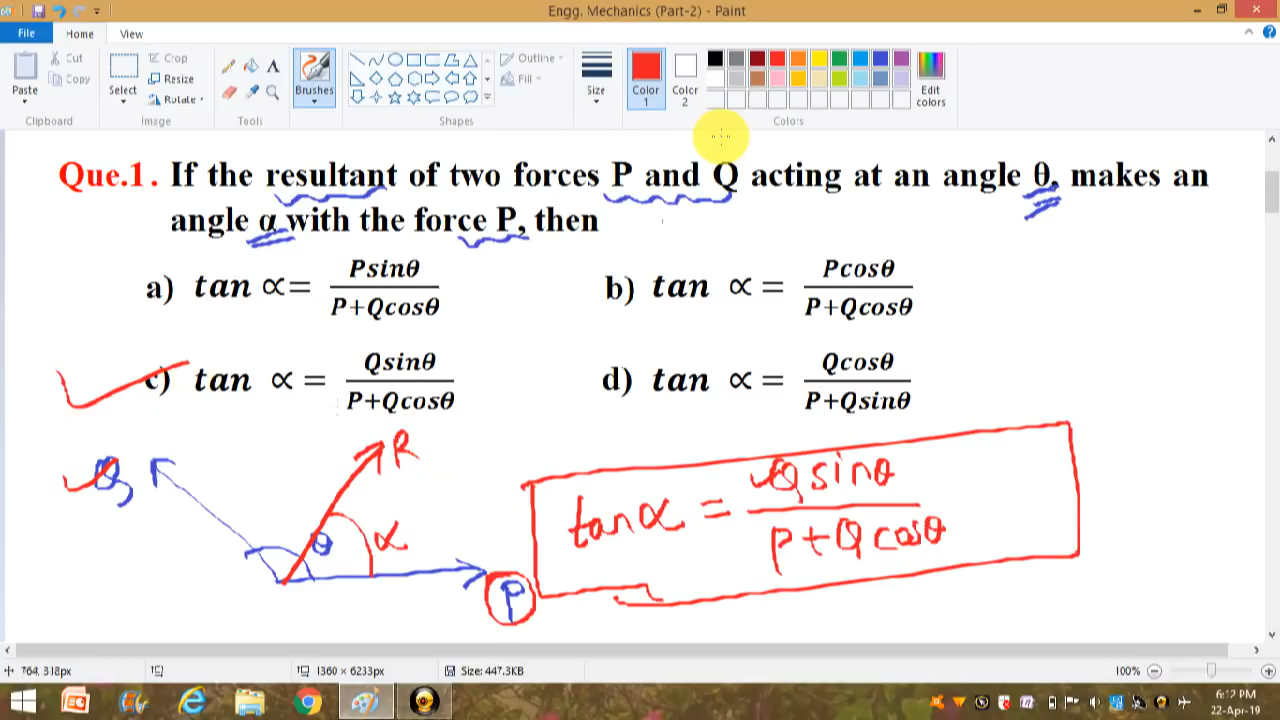 Engg. Mechanics (Part-2) - Paint
File Home View
Paste
Cut
Copy
Clipboard
Select
Crop
Resize
Rotate
Image
A
Tools
Brushes
Outline
Fill
Shapes
Size
Color 1
Color 2
Edit colors
Colors
Que.1. If the resultant of two forces P and Q acting at an angle θ, makes an
angle α with the force P, then
a) tan ∝= Psinθ/P+Qcosθ
b) tan ∝ = Pcosθ/P+Qcosθ
c) tan ∝ = Qsinθ/P+Qcosθ
d) tan ∝ = Qcosθ/P+Qsinθ
Q
R
θ
α
P
tanα = Qsinθ/P+Qcosθ
764, 318px
1360 × 6233px
Size: 447.3KB
100%
6:12 PM
22-Apr-19